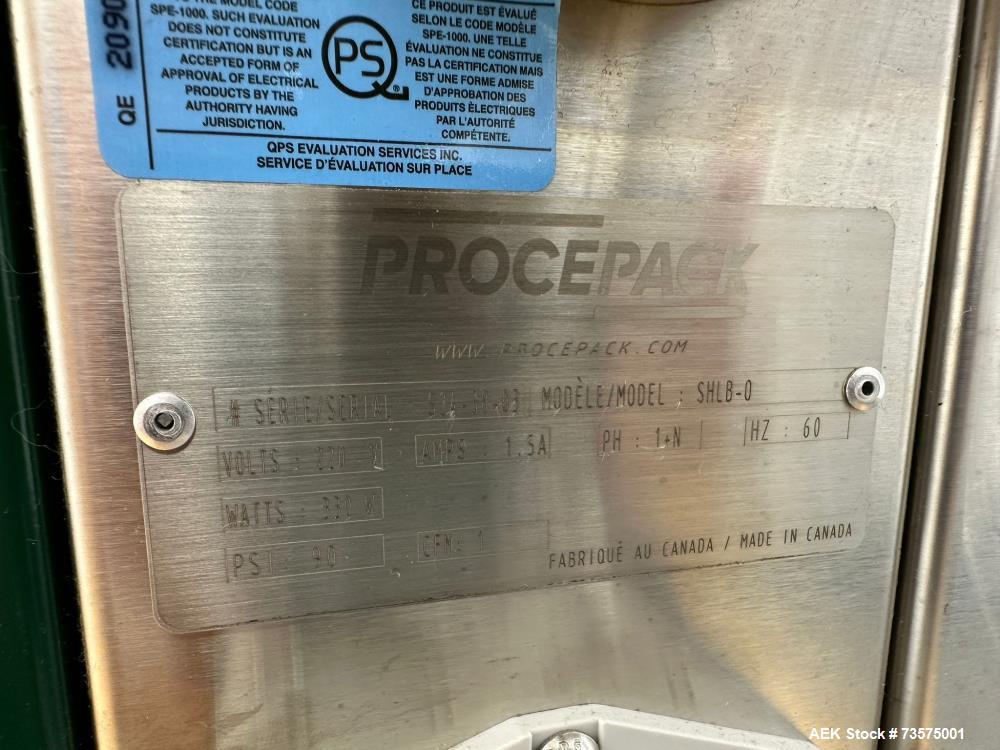 QE 2090
THE MODEL CODE
SPE-1000. SUCH EVALUATION
DOES NOT CONSTITUTE
CERTIFICATION BUT IS AN
ACCEPTED FORM OF
APPROVAL OF ELECTRICAL
PRODUCTS BY THE
AUTHORITY HAVING
JURISDICTION.
PS
®
CE PRODUIT EST ÉVALUÉ
SELON LE CODE MODÈLE
SPE-1000. UNE TELLE
ÉVALUATION NE CONSTITUE
PAS LA CERTIFICATION MAIS
EST UNE FORME ADMISE
D'APPROBATION DES
PRODUITS ÈLECTRIQUES
PAR L'AUTORITÉ
COMPÉTENTE.
QPS EVALUATION SERVICES INC.
SERVICE D'ÉVALUATION SUR PLACE
PROCEPACK
WWW.PROCEPACK.COM
# SÉRIE/SERIAL MODÈLE/MODEL : SHLB-0
VOLTS : 220 V AMPS : 1.5A PH : 1+N HZ : 60
WATTS : 330 W
PSI 90 CFM: 1
FABRIQUÉ AU CANADA / MADE IN CANADA
AEK Stock # 73575001